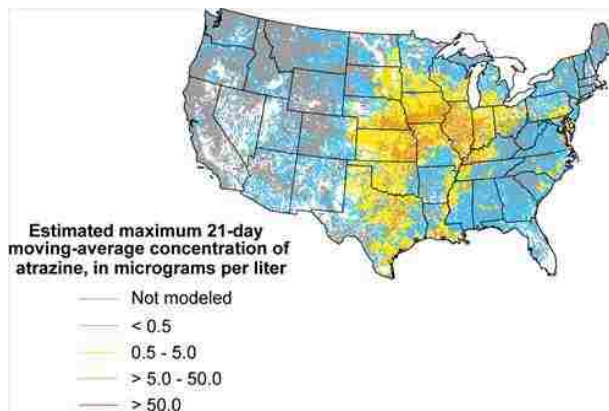 Estimated maximum 21-day
moving-average concentration of
atrazine, in micrograms per liter
Not modeled
< 0.5
0.5 - 5.0
> 5.0 - 50.0
> 50.0